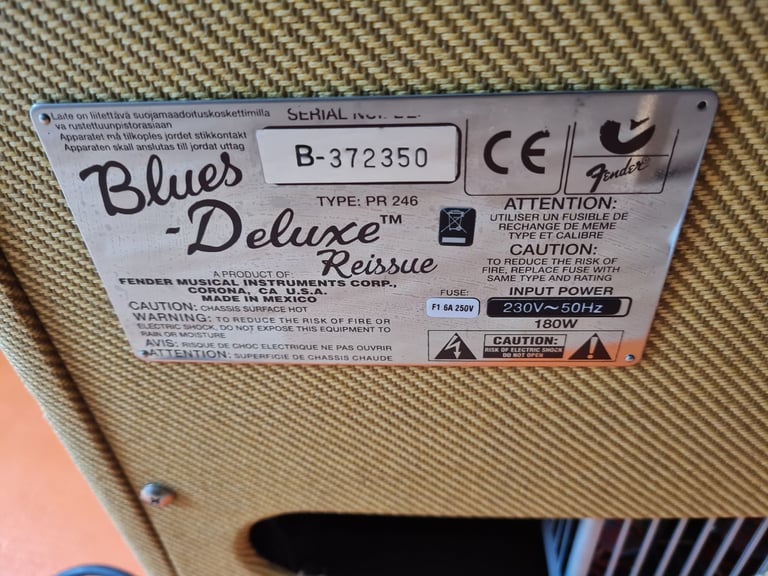 Laite on liitettävä suojamaadoituskoskettimilla
va rustettuunpistorasiaan
Apparatet må tilkoples jordet stikkontakt
Apparaten skall anslutas till jordat uttag
SERIAL
B-372350
CE
Fender
Blues
-Deluxe™
Reissue
TYPE: PR 246
A PRODUCT OF:
FENDER MUSICAL INSTRUMENTS CORP.,
CORONA, CA U.S.A.
MADE IN MEXICO
CAUTION: CHASSIS SURFACE HOT
WARNING: TO REDUCE THE RISK OF FIRE OR
ELECTRIC SHOCK, DO NOT EXPOSE THIS EQUIPMENT TO
RAIN OR MOISTURE
AVIS: RISQUE DE CHOC ELECTRIQUE NE PAS OUVRIR
ATTENTION: SUPERFICIE DE CHASSIS CHAUDE
ATTENTION:
UTILISER UN FUSIBLE DE
RECHANGE DE MEME
TYPE ET CALIBRE
CAUTION:
TO REDUCE THE RISK OF
FIRE, REPLACE FUSE WITH
SAME TYPE AND RATING
FUSE:
F1 6A 250V
INPUT POWER
230V~50Hz
180W
CAUTION:
RISK OF ELECTRIC SHOCK
DO NOT OPEN